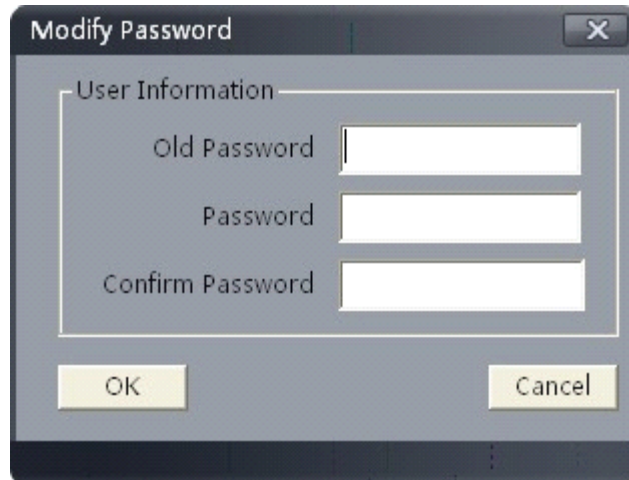 Modify Password
User Information
Old Password
Password
Confirm Password
OK
Cancel